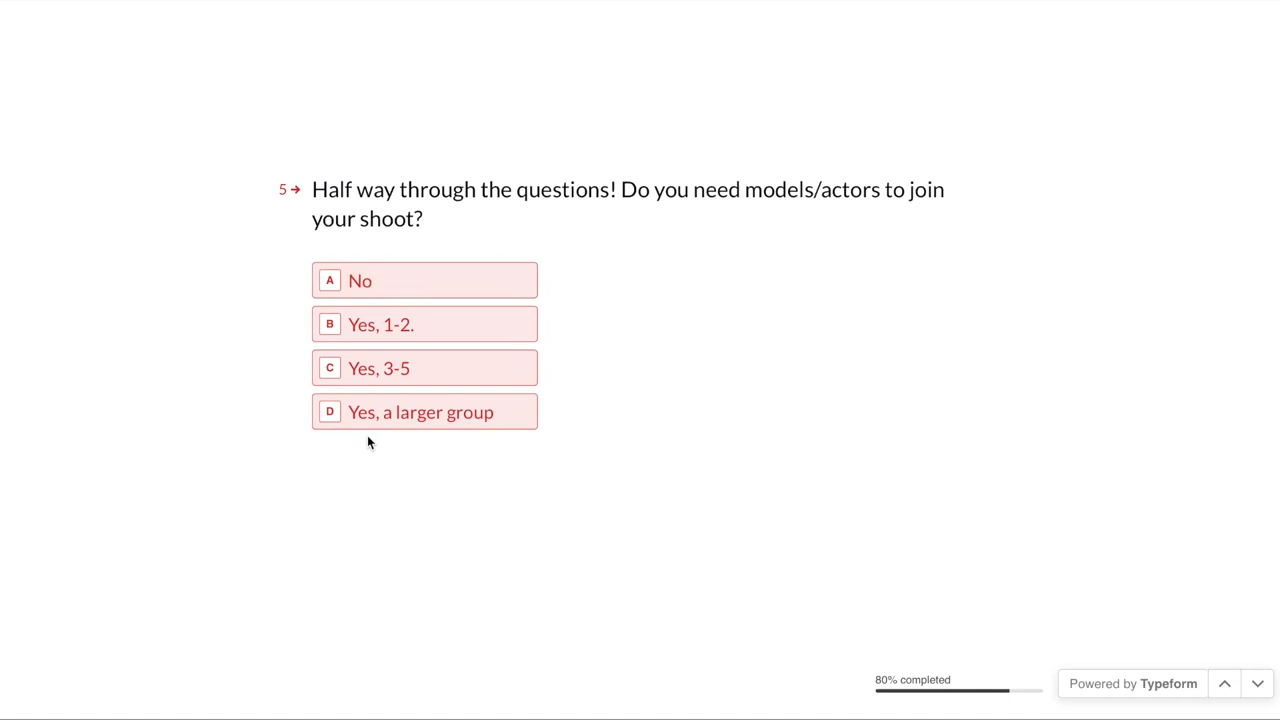 5 Half way through the questions! Do you need models/actors to join
your shoot?
A No
B Yes, 1-2.
C Yes, 3-5
D Yes, a larger group
80% completed
Powered by Typeform